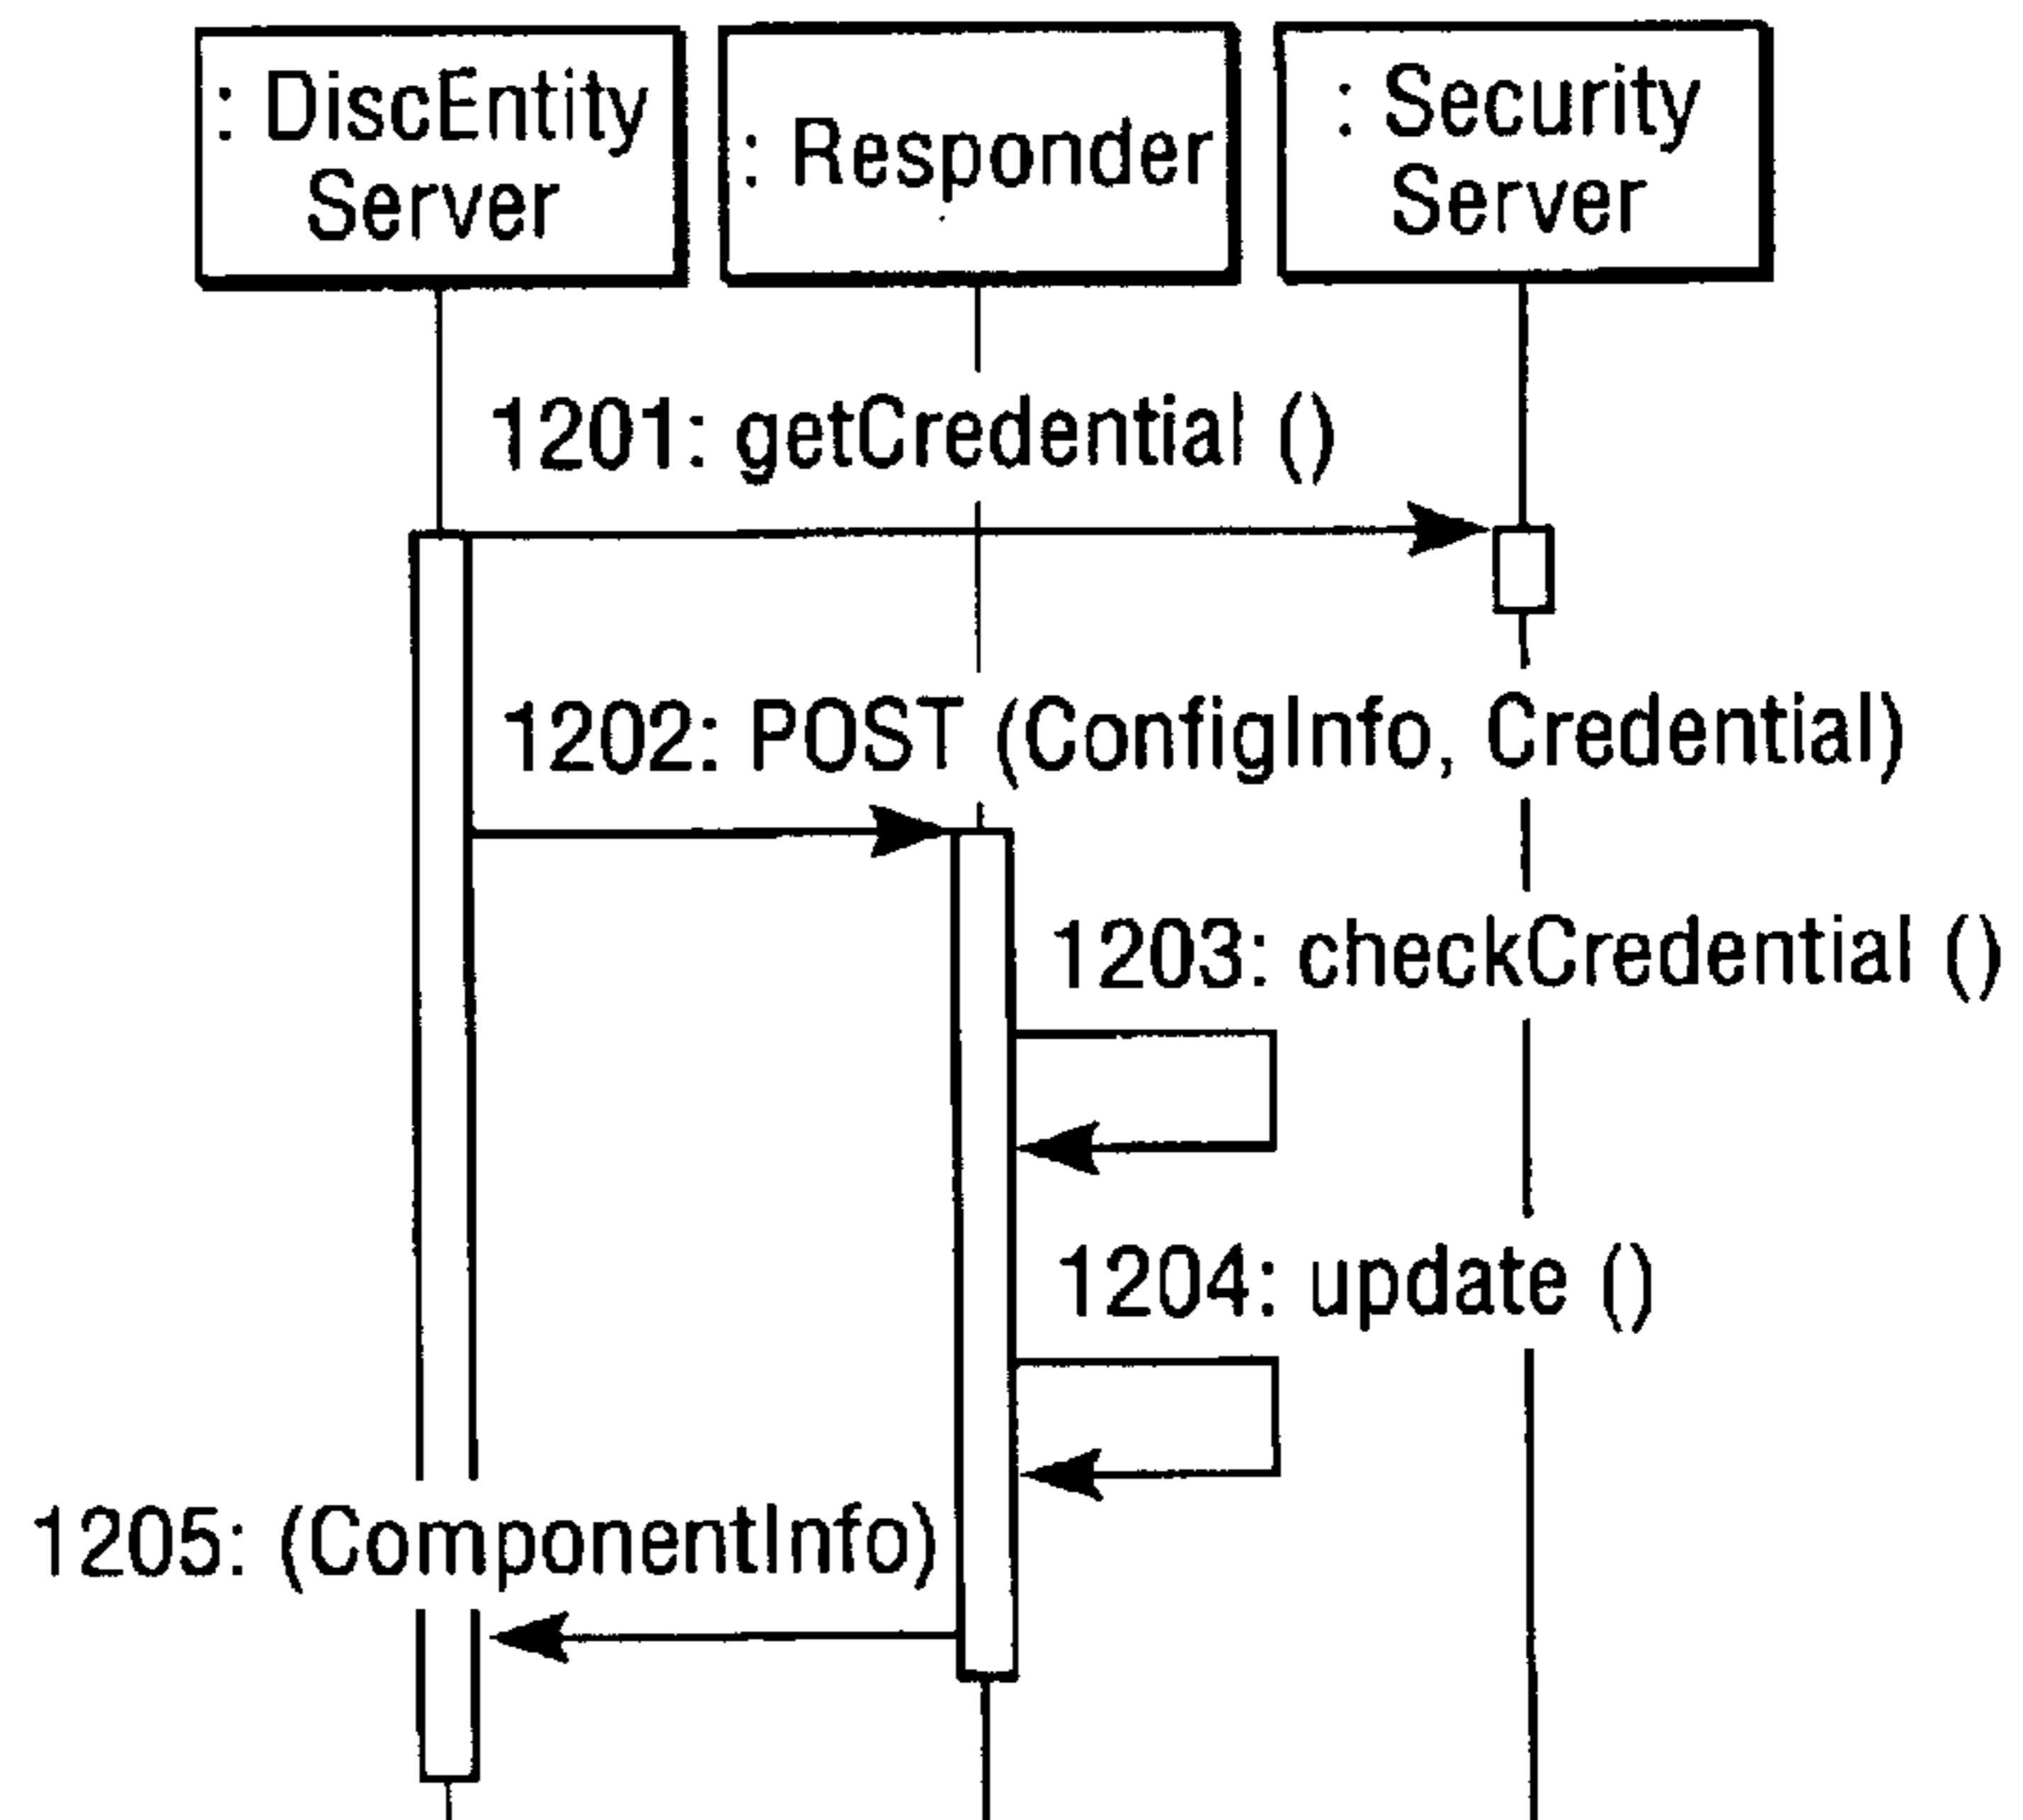 : DiscEntity
Server
: Responder
: Security
Server
1201: getCredential ()
1202: POST (ConfigInfo, Credential)
1203: checkCredential ()
1204: update ()
1205: (ComponentInfo)